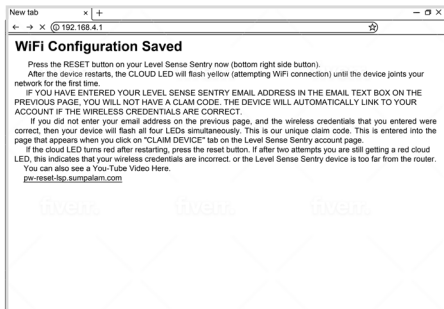 New tab
192.168.4.1
WiFi Configuration Saved
Press the RESET button on your Level Sense Sentry now (bottom right side button).
After the device restarts, the CLOUD LED will flash yellow (attempting WiFi connection) until the device joints your
network for the first time.
IF YOU HAVE ENTERED YOUR LEVEL SENSE SENTRY EMAIL ADDRESS IN THE EMAIL TEXT BOX ON THE
PREVIOUS PAGE, YOU WILL NOT HAVE A CLAM CODE. THE DEVICE WILL AUTOMATICALLY LINK TO YOUR
ACCOUNT IF THE WIRELESS CREDENTIALS ARE CORRECT.
If you did not enter your email address on the previous page, and the wireless credentials that you entered were
correct, then your device will flash all four LEDs simultaneously. This is our unique claim code. This is entered into the
page that appears when you click on "CLAIM DEVICE" tab on the Level Sense Sentry account page.
If the cloud LED turns red after restarting, press the reset button. If after two attempts you are still getting a red cloud
LED, this indicates that your wireless credentials are incorrect. or the Level Sense Sentry device is too far from the router.
You can also see a You-Tube Video Here.
pw-reset-lsp.sumpalam.com
fiverr. fiverr. fiverr.